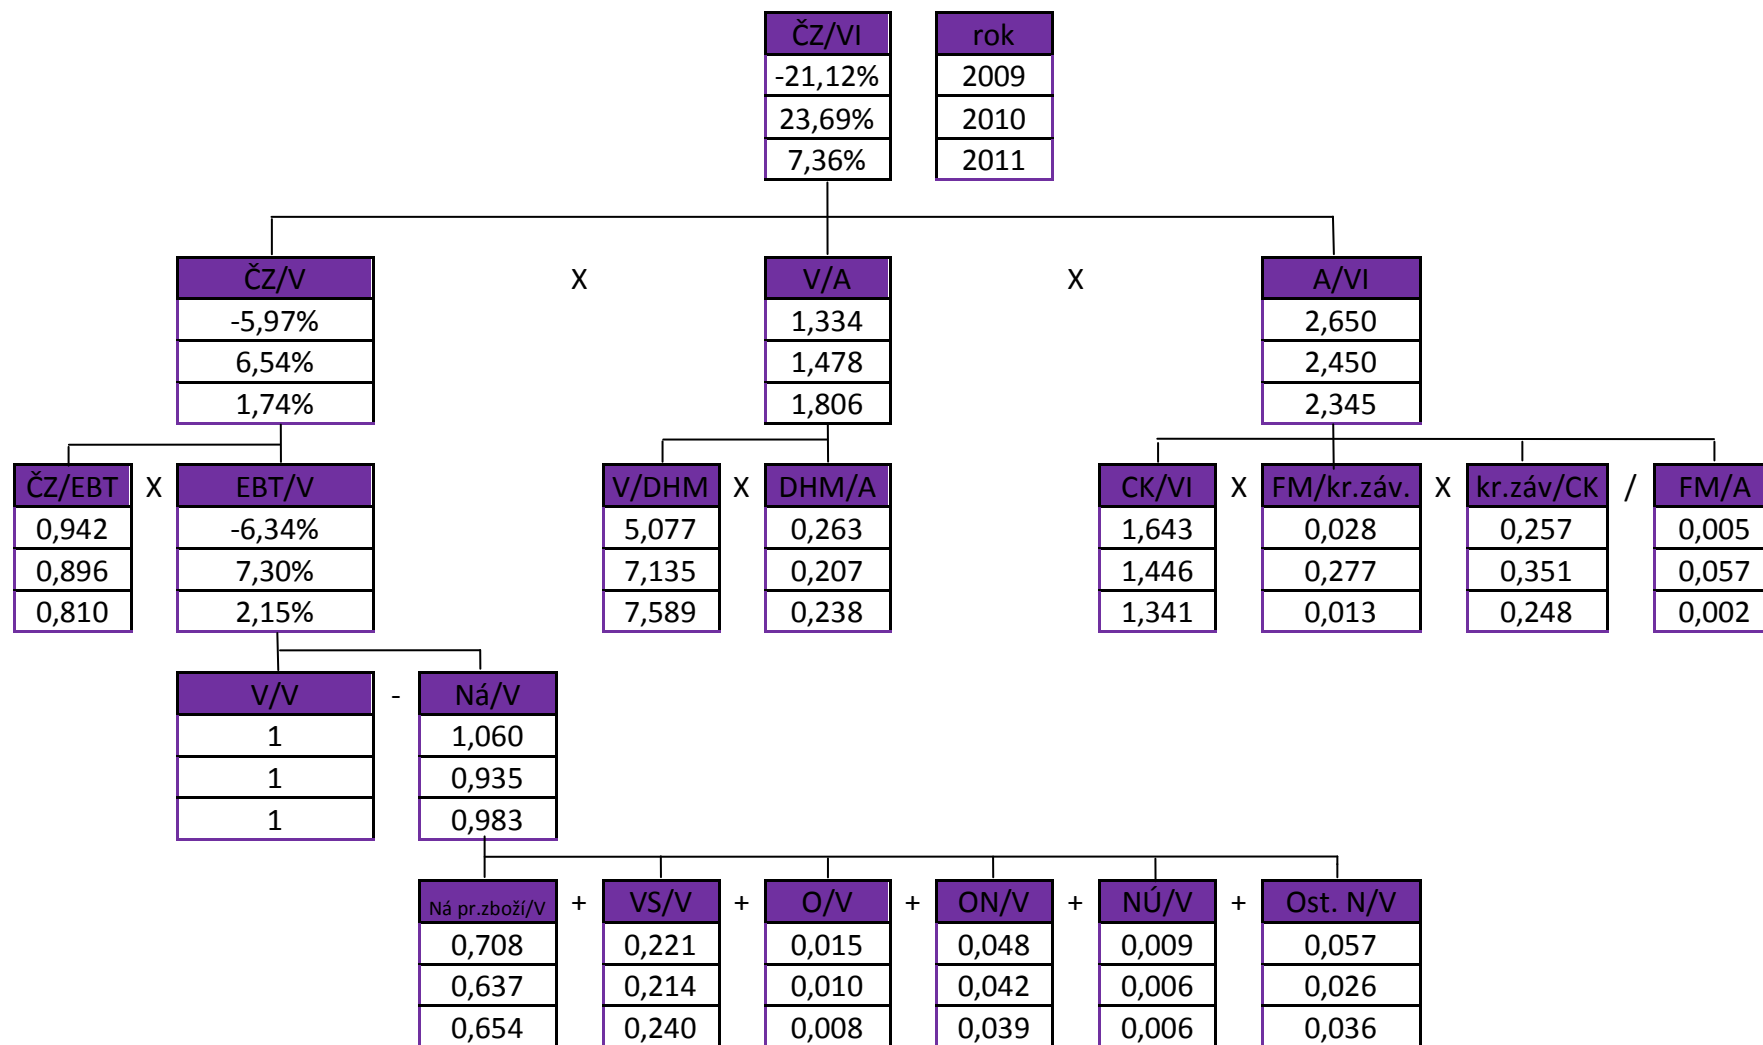 ČZ/VI rok
-21,12% 2009
23,69% 2010
7,36% 2011
ČZ/V X V/A X A/VI
-5,97% 1,334 2,650
6,54% 1,478 2,450
1,74% 1,806 2,345
ČZ/EBT X EBT/V V/DHM X DHM/A CK/VI X FM/kr.záv. X kr.záv/CK / FM/A
0,942 -6,34% 5,077 0,263 1,643 0,028 0,257 0,005
0,896 7,30% 7,135 0,207 1,446 0,277 0,351 0,057
0,810 2,15% 7,589 0,238 1,341 0,013 0,248 0,002
V/V - Ná/V
1 1,060
1 0,935
1 0,983
Ná pr.zboží/V + VS/V + O/V + ON/V + NÚ/V + Ost. N/V
0,708 0,221 0,015 0,048 0,009 0,057
0,637 0,214 0,010 0,042 0,006 0,026
0,654 0,240 0,008 0,039 0,006 0,036